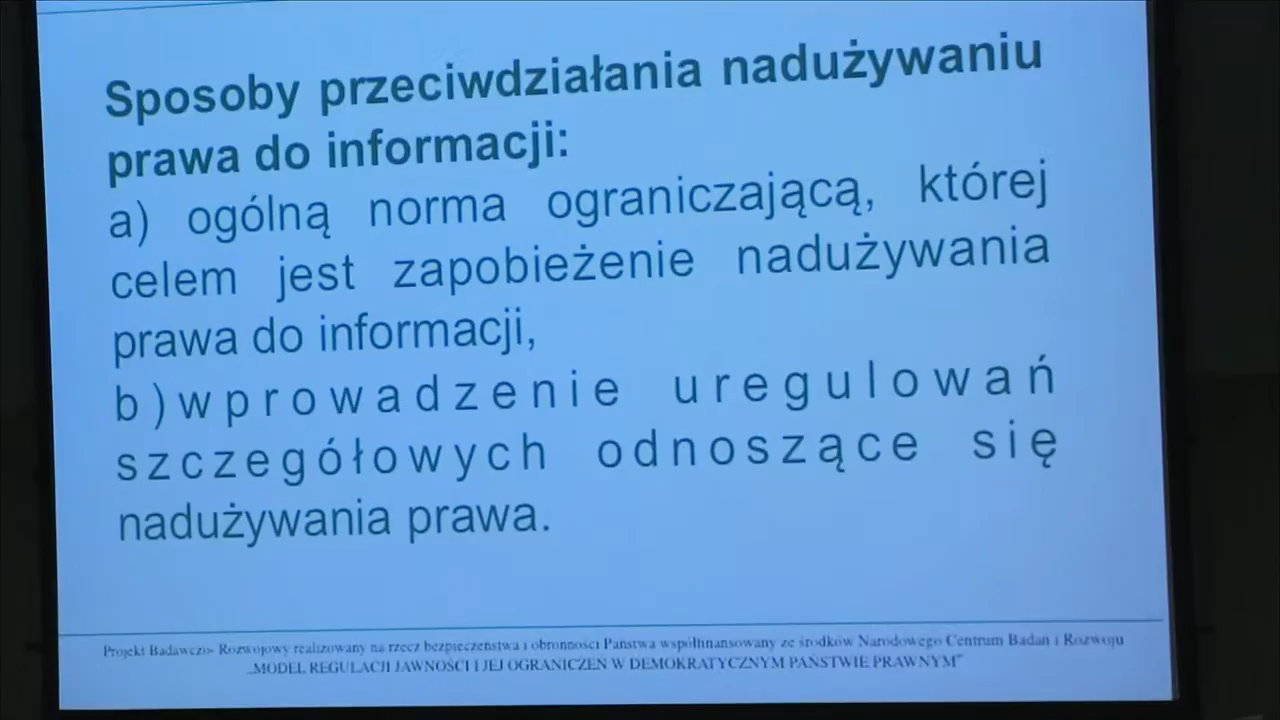 Sposoby przeciwdziałania nadużywaniu
prawa do informacji:
a) ogólną norma ograniczającą, której
celem jest zapobieżenie nadużywania
prawa do informacji,
b)wprowadzenie uregulowań
szczegółowych odnoszące się
nadużywania prawa.
Projekt Badawczo- Rozwojowy realizowany na rzecz bezpieczeństwa i obronności Państwa współfinansowany ze środków Narodowego Centrum Badań i Rozwoju
„MODEL REGULACJI JAWNOŚCI I JEJ OGRANICZEŃ W DEMOKRATYCZNYM PAŃSTWIE PRAWNYM”